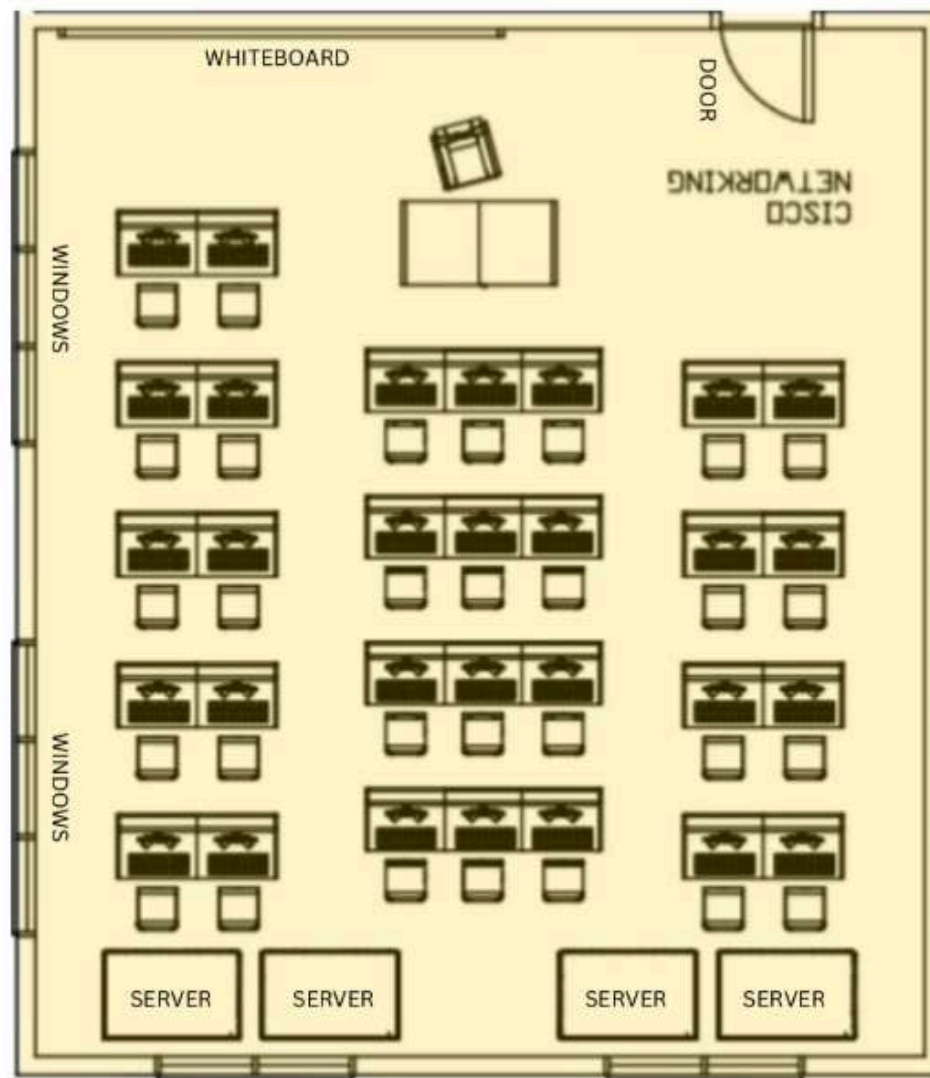 WHITEBOARD
DOOR
CISCO
NETWORKING
WINDOWS
WINDOWS
SERVER
SERVER
SERVER
SERVER